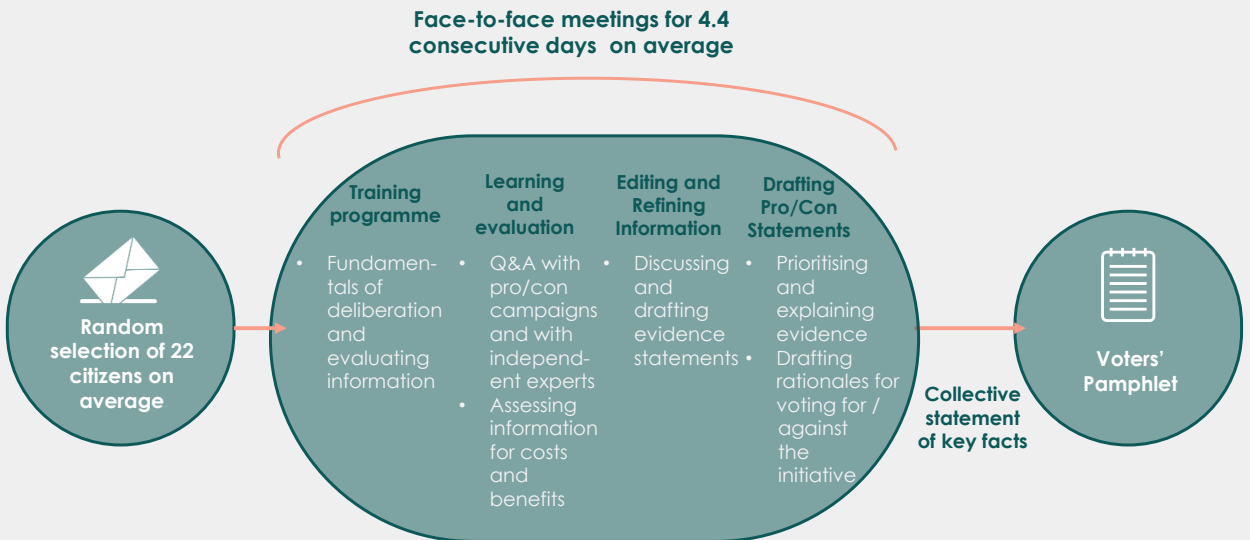 Face-to-face meetings for 4.4
consecutive days on average
Random
selection of 22
citizens on
average
Training
programme
• Fundamen-
tals of
deliberation
and
evaluating
information
Learning
and
evaluation
• Q&A with
pro/con
campaigns
and with
independ-
ent experts
• Assessing
information
for costs
and
benefits
Editing and
Refining
Information
• Discussing
and
drafting
evidence
statements
Drafting
Pro/Con
Statements
• Prioritising
and
explaining
evidence
• Drafting
rationales for
voting for /
against
the
initiative
Collective
statement
of key facts
Voters’
Pamphlet